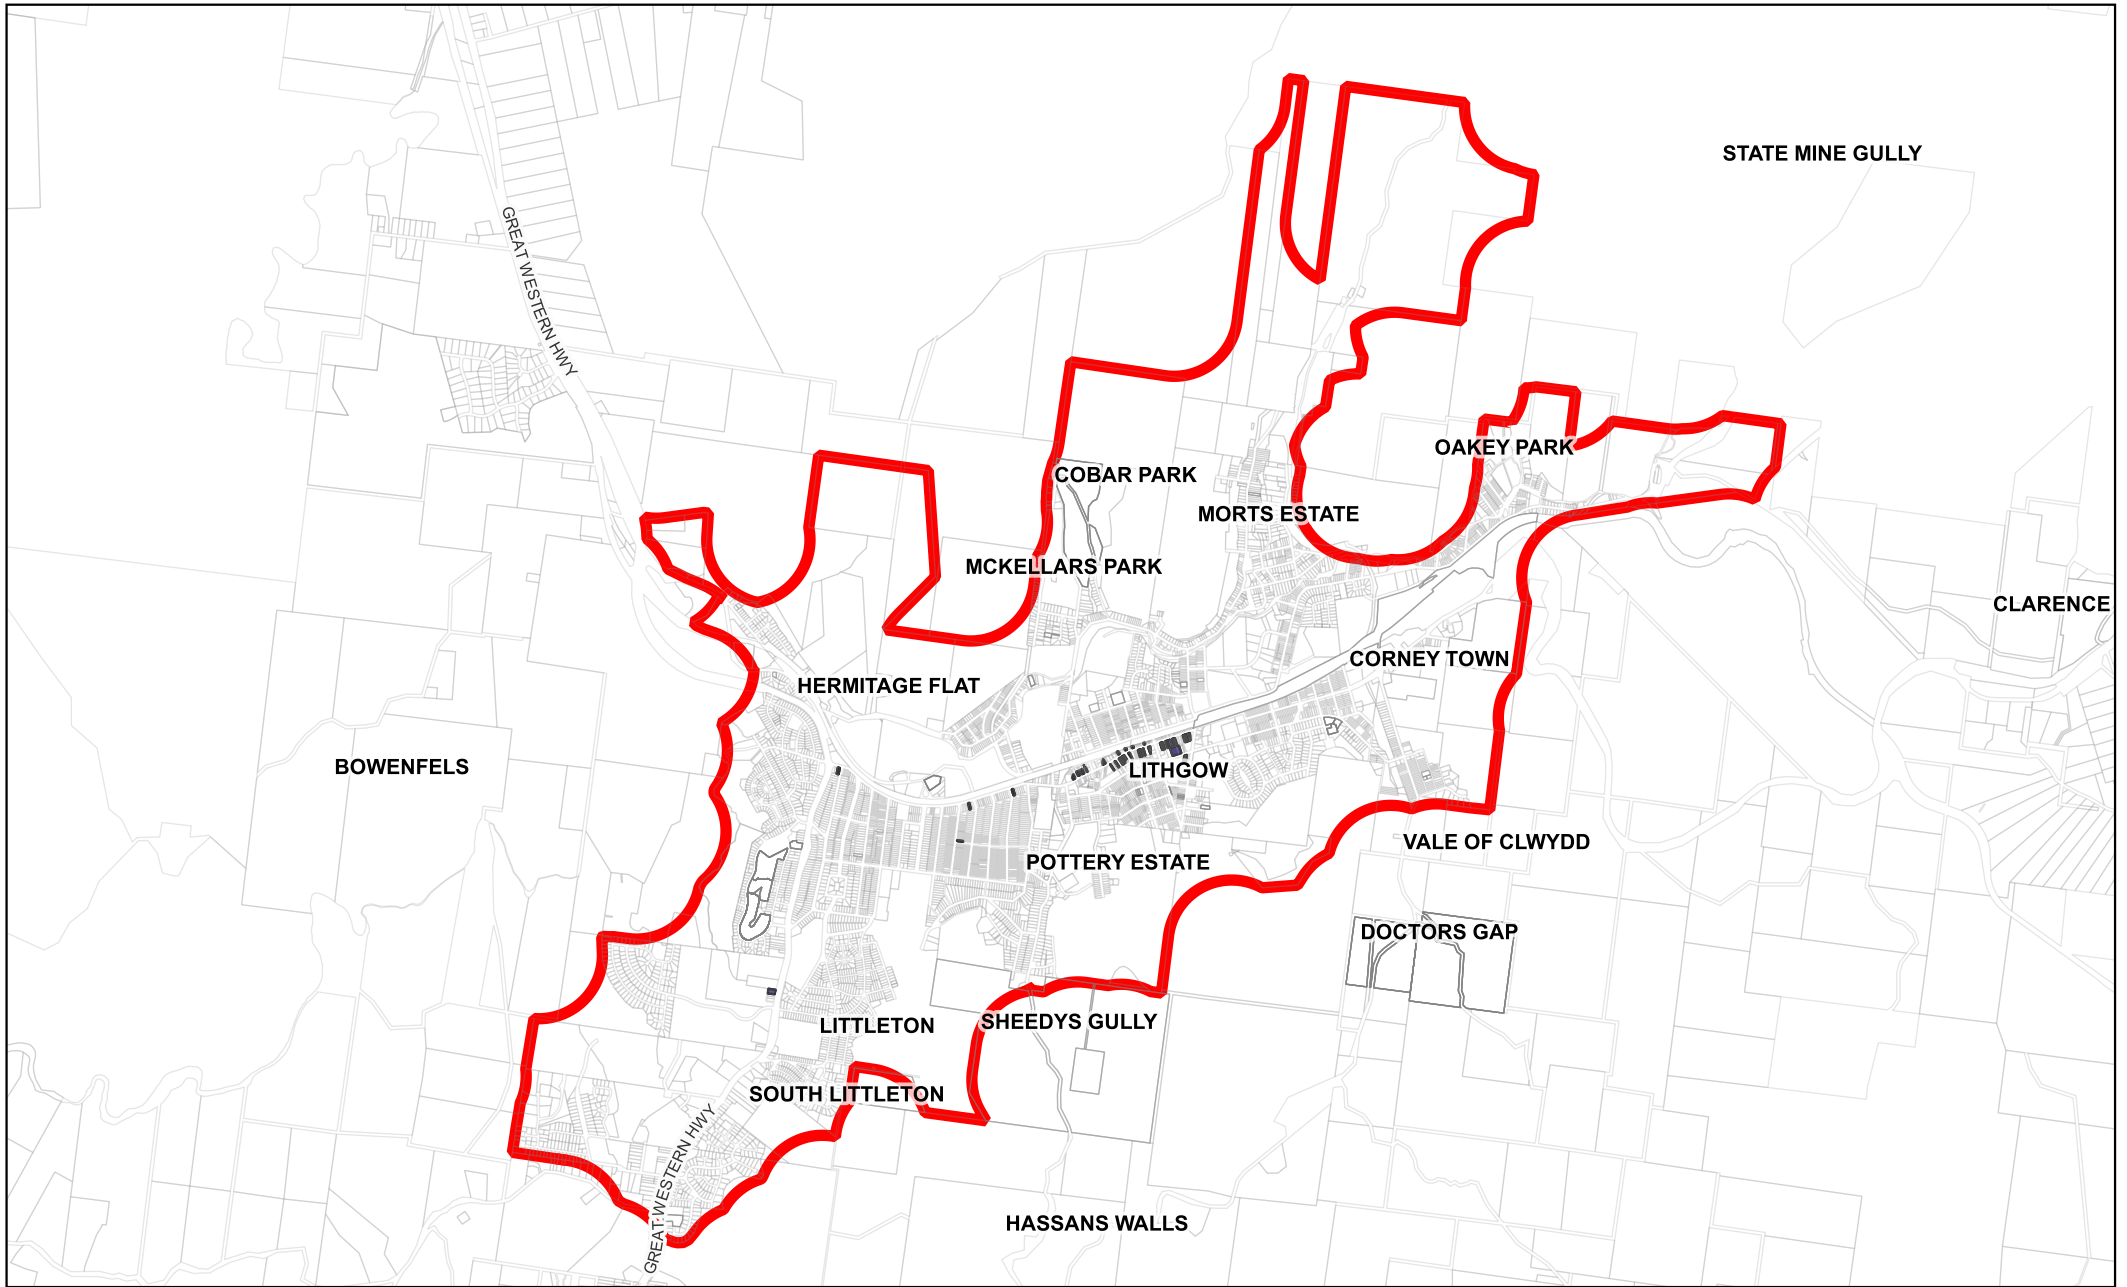 STATE MINE GULLY
GREAT WESTERN HWY
OAKEY PARK
COBAR PARK
MORTS ESTATE
MCKELLARS PARK
CLARENCE
CORNEY TOWN
HERMITAGE FLAT
BOWENFELS
LITHGOW
VALE OF CLWYDD
POTTERY ESTATE
DOCTORS GAP
SHEEDYS GULLY
LITTLETON
SOUTH LITTLETON
GREAT WESTERN HWY
HASSANS WALLS